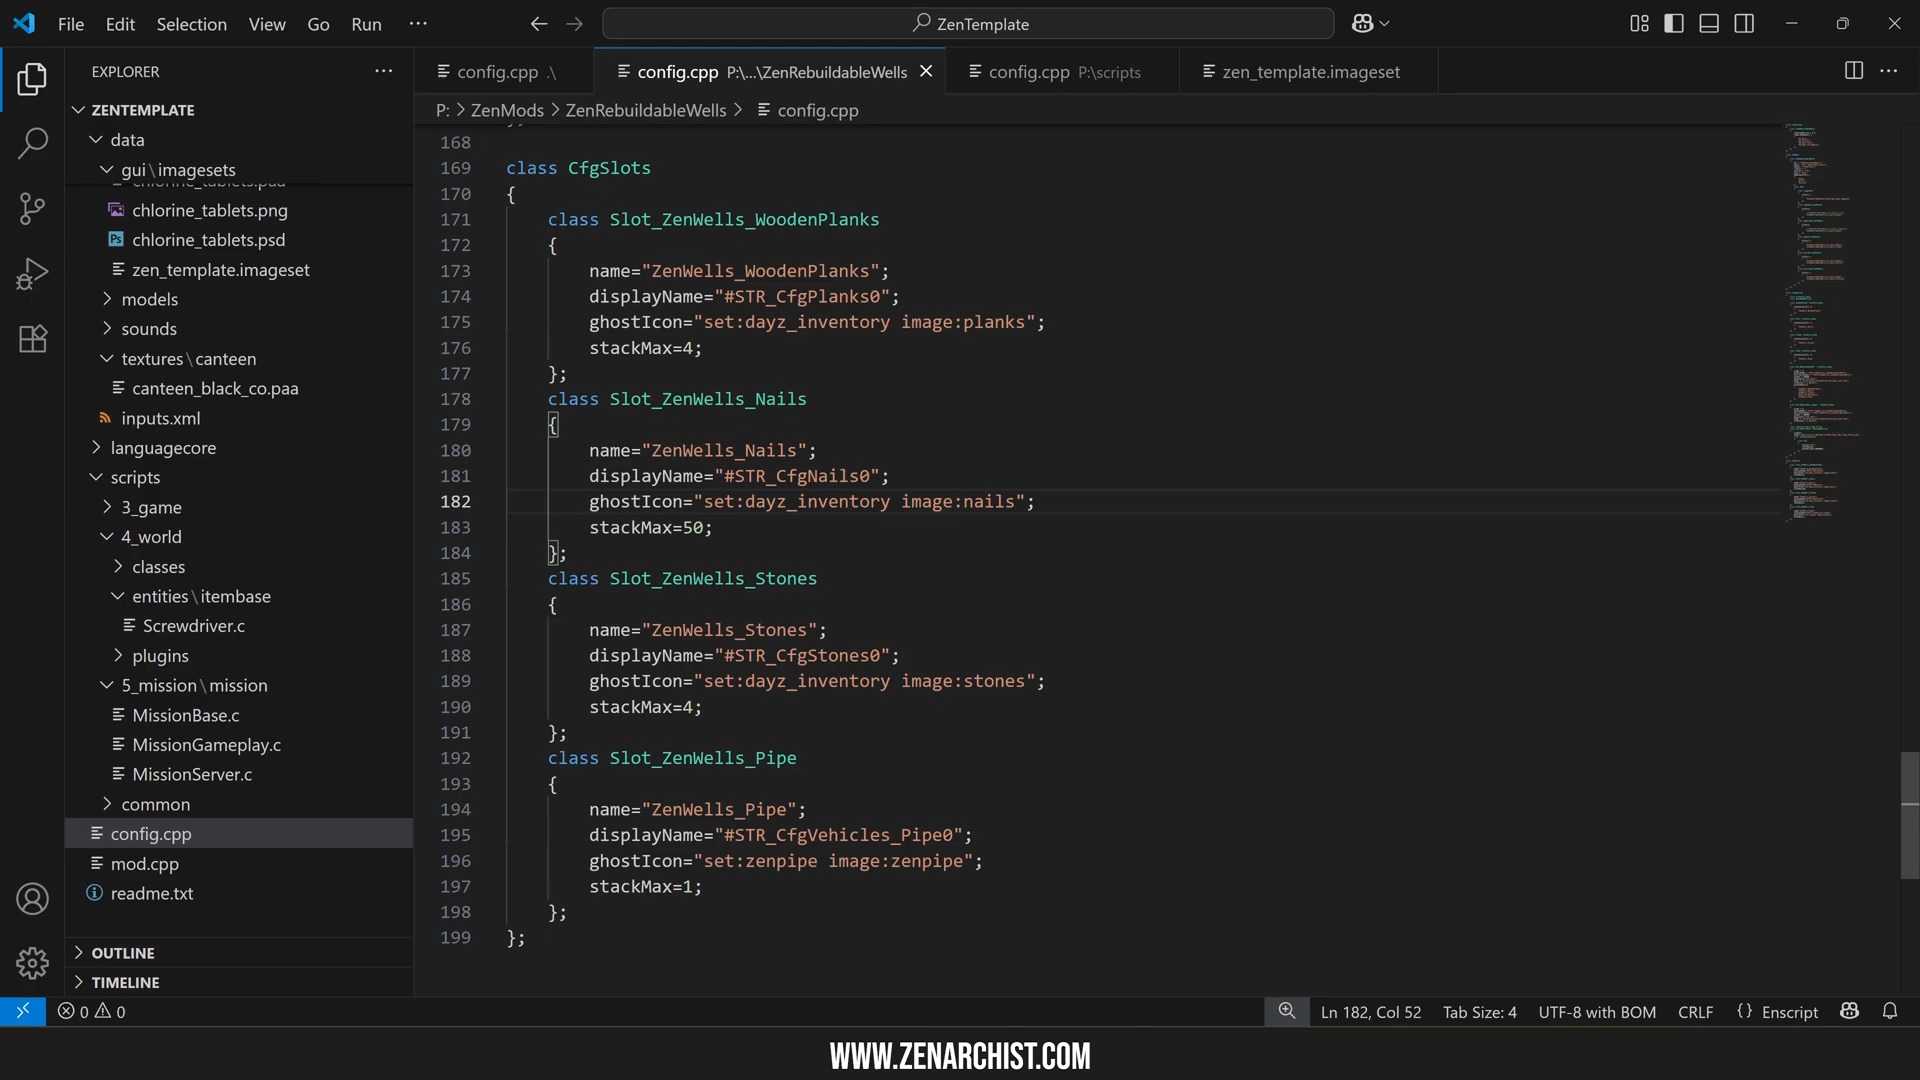 File Edit Selection View Go Run ZenTemplate
EXPLORER
config.cpp .\ config.cpp P:\...\ZenRebuildableWells config.cpp P:\scripts zen_template.imageset
P: ZenMods ZenRebuildableWells config.cpp
ZENTEMPLATE
data
gui\imagesets
chlorine_tablets.paa
chlorine_tablets.png
chlorine_tablets.psd
zen_template.imageset
models
sounds
textures\canteen
canteen_black_co.paa
inputs.xml
languagecore
scripts
3_game
4_world
classes
entities\itembase
Screwdriver.c
plugins
5_mission\mission
MissionBase.c
MissionGameplay.c
MissionServer.c
common
config.cpp
mod.cpp
readme.txt
OUTLINE
TIMELINE
168
169 class CfgSlots
170 {
171 class Slot_ZenWells_WoodenPlanks
172 {
173 name="ZenWells_WoodenPlanks";
174 displayName="#STR_CfgPlanks0";
175 ghostIcon="set:dayz_inventory image:planks";
176 stackMax=4;
177 };
178 class Slot_ZenWells_Nails
179 {
180 name="ZenWells_Nails";
181 displayName="#STR_CfgNails0";
182 ghostIcon="set:dayz_inventory image:nails";
183 stackMax=50;
184 };
185 class Slot_ZenWells_Stones
186 {
187 name="ZenWells_Stones";
188 displayName="#STR_CfgStones0";
189 ghostIcon="set:dayz_inventory image:stones";
190 stackMax=4;
191 };
192 class Slot_ZenWells_Pipe
193 {
194 name="ZenWells_Pipe";
195 displayName="#STR_CfgVehicles_Pipe0";
196 ghostIcon="set:zenpipe image:zenpipe";
197 stackMax=1;
198 };
199 };
0 0 Ln 182, Col 52 Tab Size: 4 UTF-8 with BOM CRLF {} Enscript
WWW.ZENARCHIST.COM